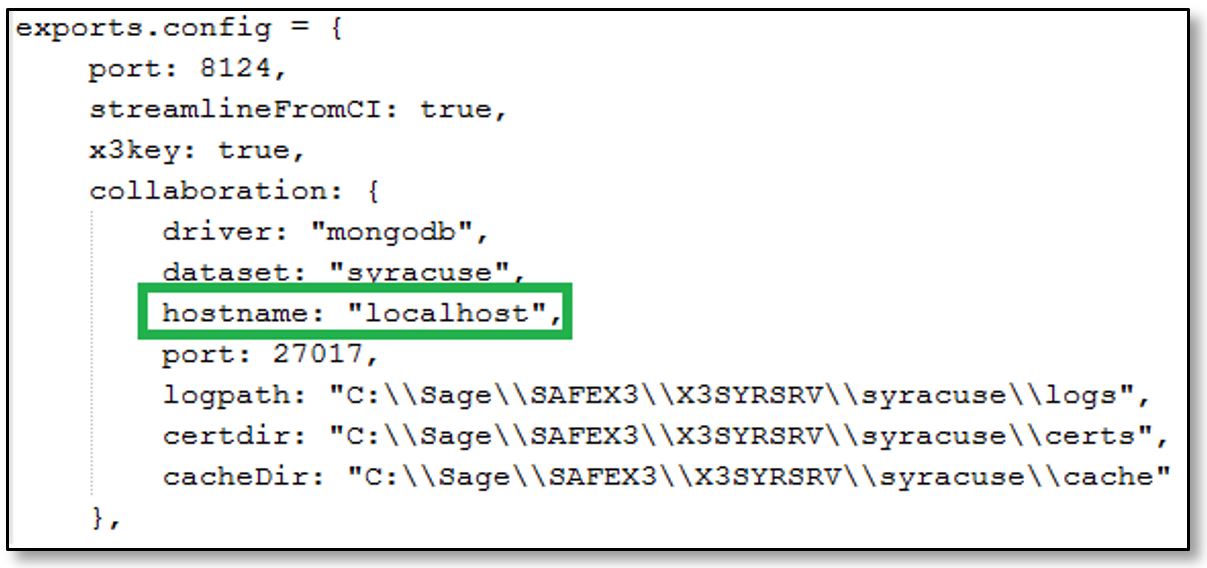 exports.config = {
port: 8124,
streamlineFromCI: true,
x3key: true,
collaboration: {
driver: "mongodb",
dataset: "syracuse",
hostname: "localhost",
port: 27017,
logpath: "C:\\Sage\\SAFEX3\\X3SYRSRV\\syracuse\\logs",
certdir: "C:\\Sage\\SAFEX3\\X3SYRSRV\\syracuse\\certs",
cacheDir: "C:\\Sage\\SAFEX3\\X3SYRSRV\\syracuse\\cache"
},